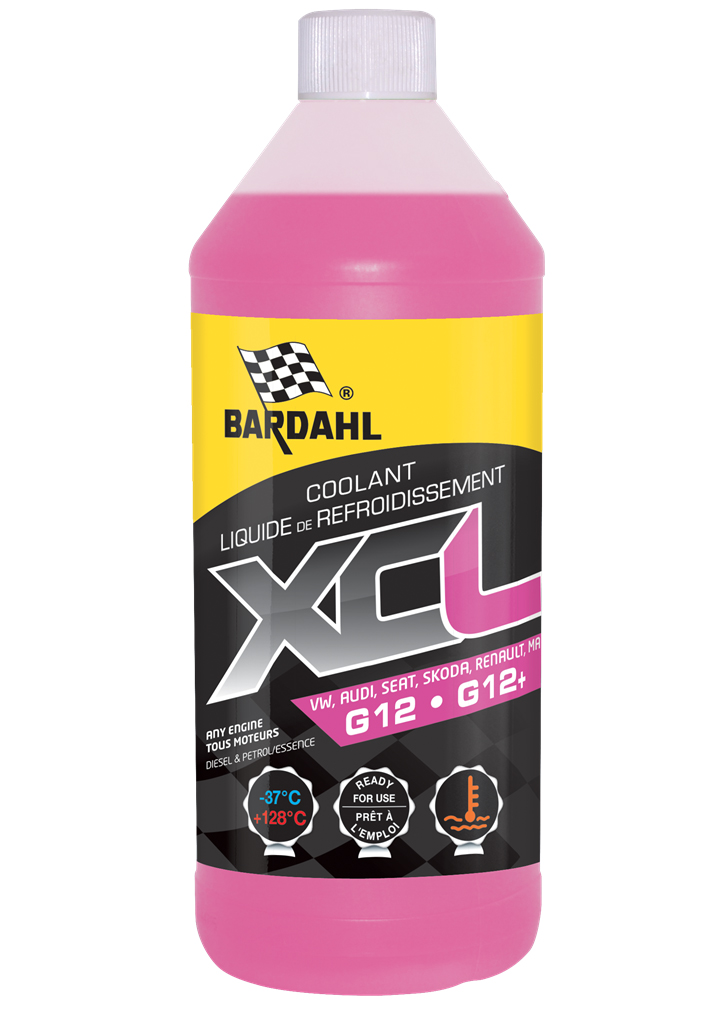 ®
BARDAHL
COOLANT
LIQUIDE DE REFROIDISSEMENT
XCL
VW, AUDI, SEAT, SKODA, RENAULT, MA
G12 • G12+
ANY ENGINE
TOUS MOTEURS
DIESEL & PETROL/ESSENCE
-37°C
+128°C
READY
FOR USE
PRÊT À
L'EMPLOI